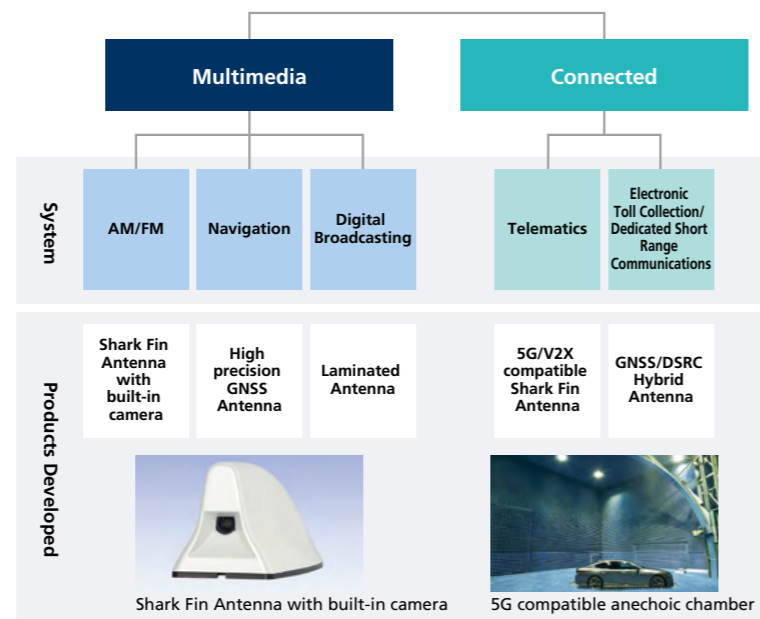 Multimedia
Connected
System
AM/FM
Navigation
Digital
Broadcasting
Telematics
Electronic
Toll Collection/
Dedicated Short
Range
Communications
Products Developed
Shark Fin
Antenna
with
built-in
camera
High
precision
GNSS
Antenna
Laminated
Antenna
5G/V2X
compatible
Shark Fin
Antenna
GNSS/DSRC
Hybrid
Antenna
Shark Fin Antenna with built-in camera
5G compatible anechoic chamber